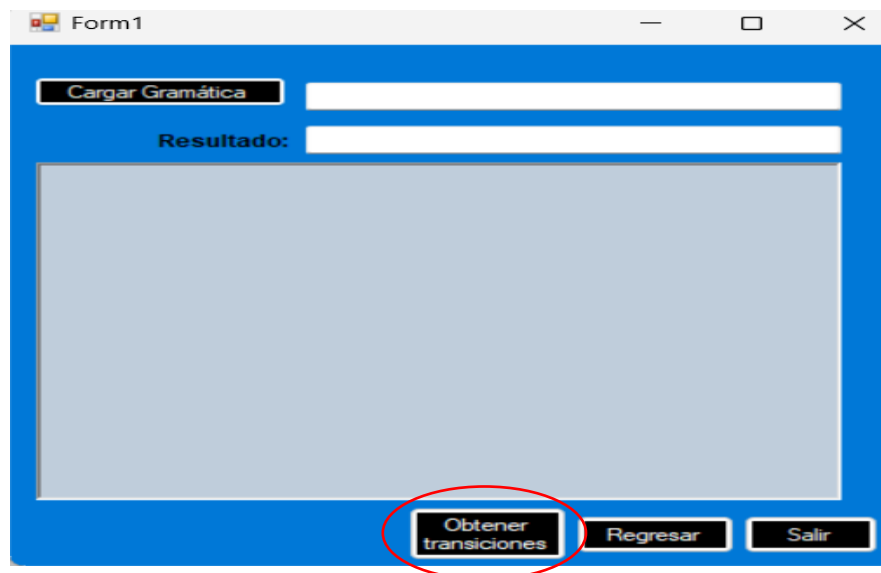 Form1
Cargar Gramática
Resultado:
Obtener
transiciones
Regresar
Salir